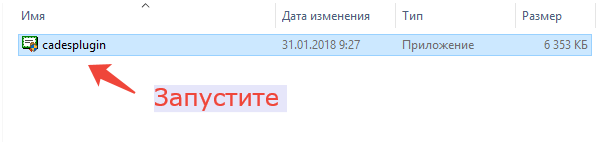 Имя Дата изменения Тип Размер
cadesplugin 31.01.2018 9:27 Приложение 6 353 КБ
Запустите